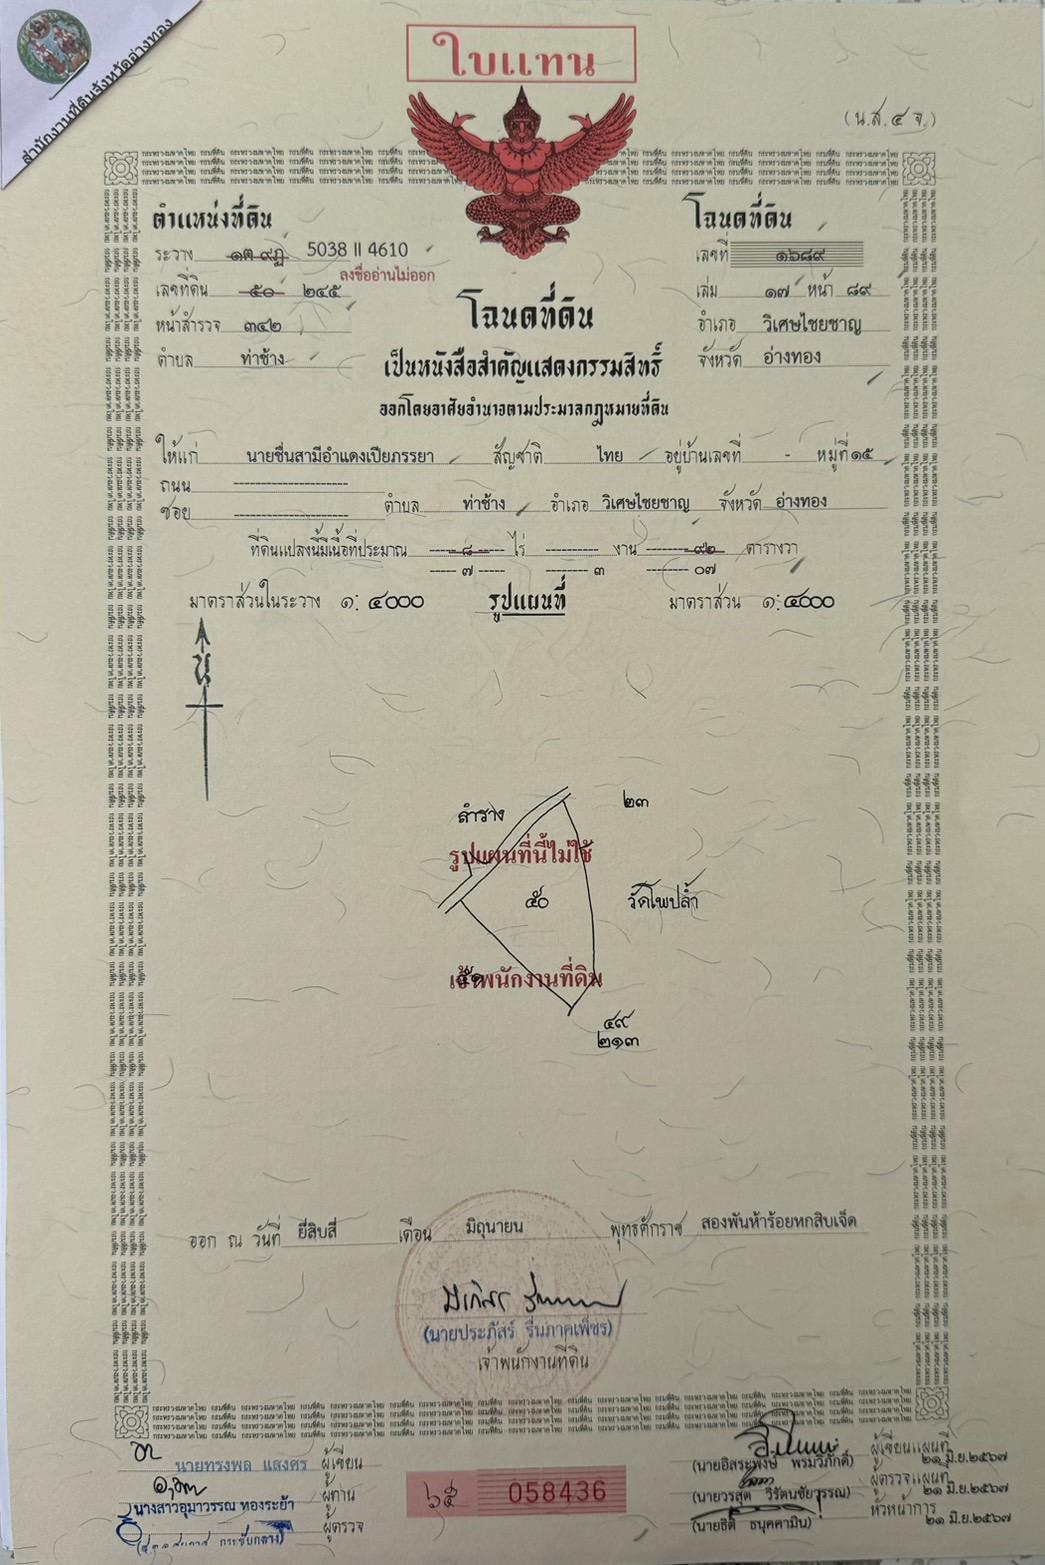 สำนักงานที่ดินจังหวัดอ่างทอง
ใบแทน
(น.ส.๔ จ.)
ตำแหน่งที่ดิน
ระวาง ๑๓ ๙ฏ 5038 II 4610
ลงชื่ออ่านไม่ออก
เลขที่ดิน ๕๐ ๒๔๕
หน้าสำรวจ ๓๔๒
ตำบล ท่าช้าง
โฉนดที่ดิน
เลขที่ ๑๖๘๙
เล่ม ๑๗ หน้า ๘๙
อำเภอ วิเศษไชยชาญ
จังหวัด อ่างทอง
โฉนดที่ดิน
เป็นหนังสือสำคัญแสดงกรรมสิทธิ์
ออกโดยอาศัยอำนาจตามประมวลกฎหมายที่ดิน
ให้แก่ นายชื่นสามีอำแดงเปียภรรยา สัญชาติ ไทย อยู่บ้านเลขที่ - หมู่ที่ ๑๕
ถนน
ซอย ตำบล ท่าช้าง อำเภอ วิเศษไชยชาญ จังหวัด อ่างทอง
ที่ดินแปลงนี้มีเนื้อที่ประมาณ ๘ ไร่ งาน ๙๒ ตารางวา
๗ ๓ ๐๗
มาตราส่วนในระวาง ๑:๔๐๐๐ รูปแผนที่ มาตราส่วน ๑:๔๐๐๐
น
ลำราง ๒๓
รูปแผนที่นี้ไม่ใช้
๕๐ วัดโพปล้ำ
เจ้าพนักงานที่ดิน
๔๙
๒๑๓
ออก ณ วันที่ ยี่สิบสี่ เดือน มิถุนายน พุทธศักราช สองพันห้าร้อยหกสิบเจ็ด
(นายประภัสร์ รื่นภาคเพ็ชร)
เจ้าพนักงานที่ดิน
นายทรงพล แสงศร ผู้เขียน
นางสาวอุมาวรรณ ทองระย้า ผู้ทาน
ผู้ตรวจ
๖๕ 058436
ผู้เขียนแผนที่
(นายอิสระพงษ์ พรมวิภักดิ์) ๒๑ มิ.ย.๒๕๖๗
ผู้ตรวจแผนที่
(นายวรสุต วิรัตนชัยวรรณ) ๒๑ มิ.ย.๒๕๖๗
หัวหน้าการ
(นายธิติ ธนุคคามิน) ๒๑ มิ.ย.๒๕๖๗